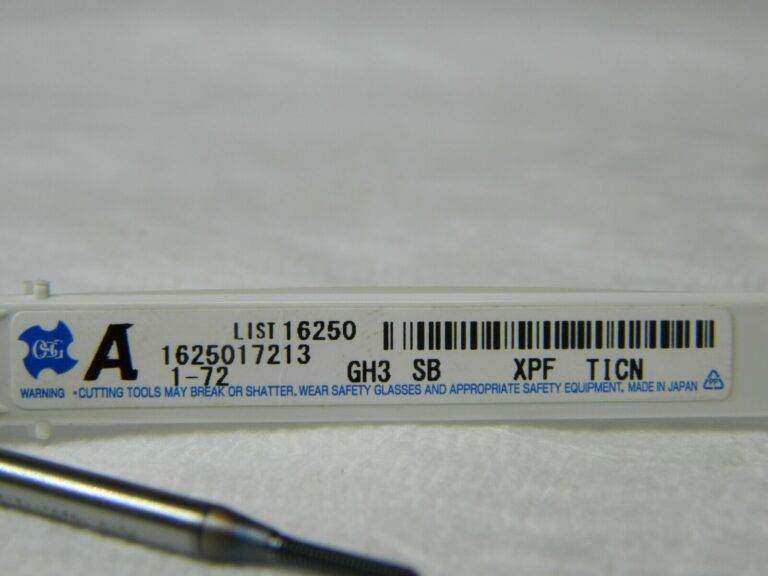 OSG A LIST 16250
1625017213
1-72 GH3 SB XPF TICN
WARNING • CUTTING TOOLS MAY BREAK OR SHATTER. WEAR SAFETY GLASSES AND APPROPRIATE SAFETY EQUIPMENT. MADE IN JAPAN